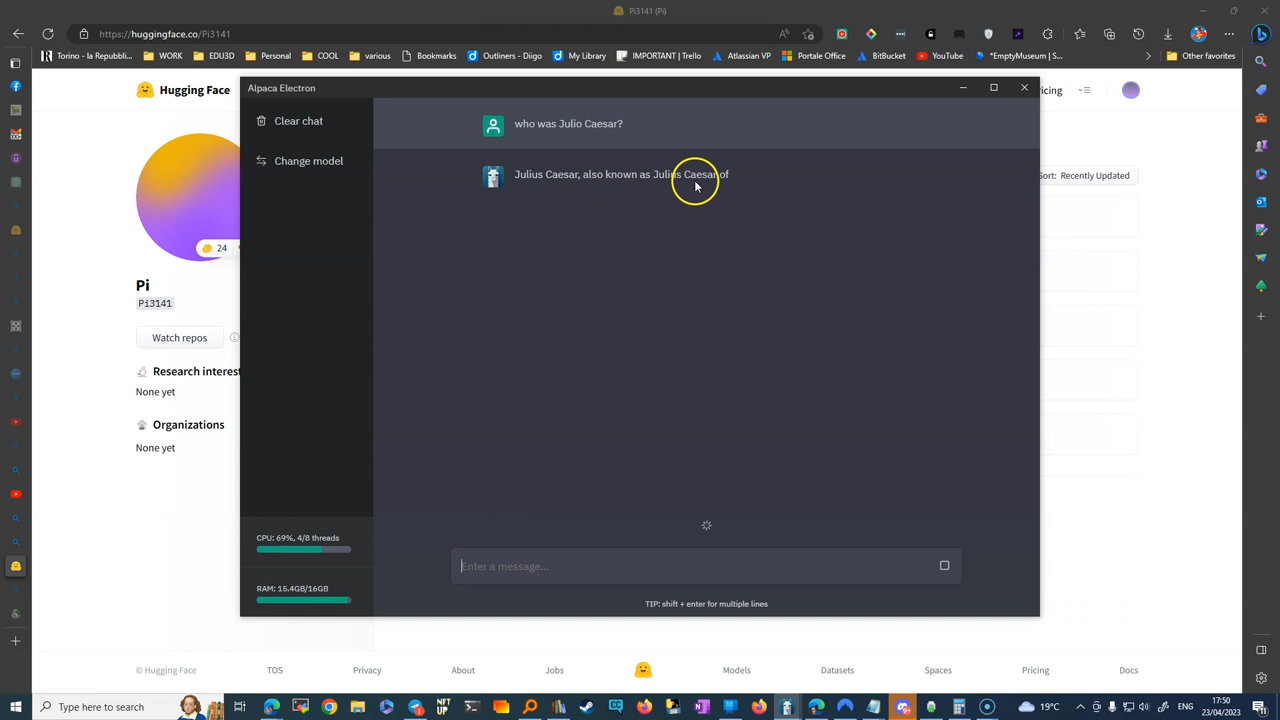 Pi3141 (Pi)
https://huggingface.co/Pi3141
Torino – la Repubbli...
WORK
EDU3D
Personal
COOL
various
Bookmarks
Outliners - Diigo
My Library
IMPORTANT | Trello
Atlassian VP
Portale Office
BitBucket
YouTube
*EmptyMuseum | S...
Other favorites
Hugging Face
ricing
24
Pi
Pi3141
Watch repos
Research interest
None yet
Organizations
None yet
Sort: Recently Updated
Alpaca Electron
Clear chat
Change model
who was Julio Caesar?
Julius Caesar, also known as Julius Caesar of
CPU: 69%, 4/8 threads
RAM: 15.4GB/16GB
Enter a message...
TIP: shift + enter for multiple lines
© Hugging Face
TOS
Privacy
About
Jobs
Models
Datasets
Spaces
Pricing
Docs
Type here to search
NFT
UP
13°C
17:50
23/04/2023